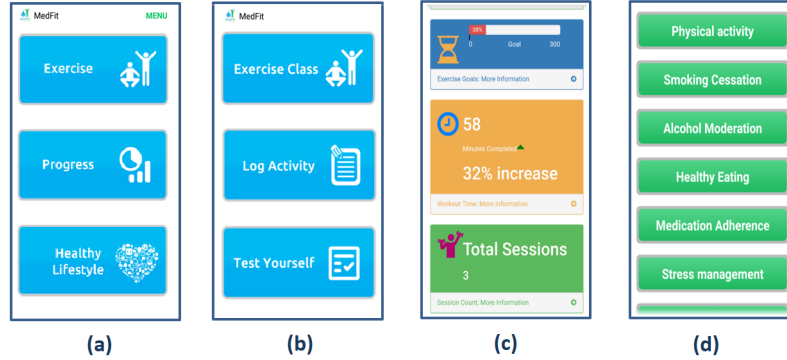 MedFit
MENU
Exercise
Progress
Healthy
Lifestyle
(a)
MedFit
Exercise Class
Log Activity
Test Yourself
(b)
0
Goal
300
Exercise Goals: More Information
58
Minutes Completed
32% increase
Workout Time: More Information
Total Sessions
3
Session Count: More Information
(c)
Physical activity
Smoking Cessation
Alcohol Moderation
Healthy Eating
Medication Adherence
Stress management
(d)